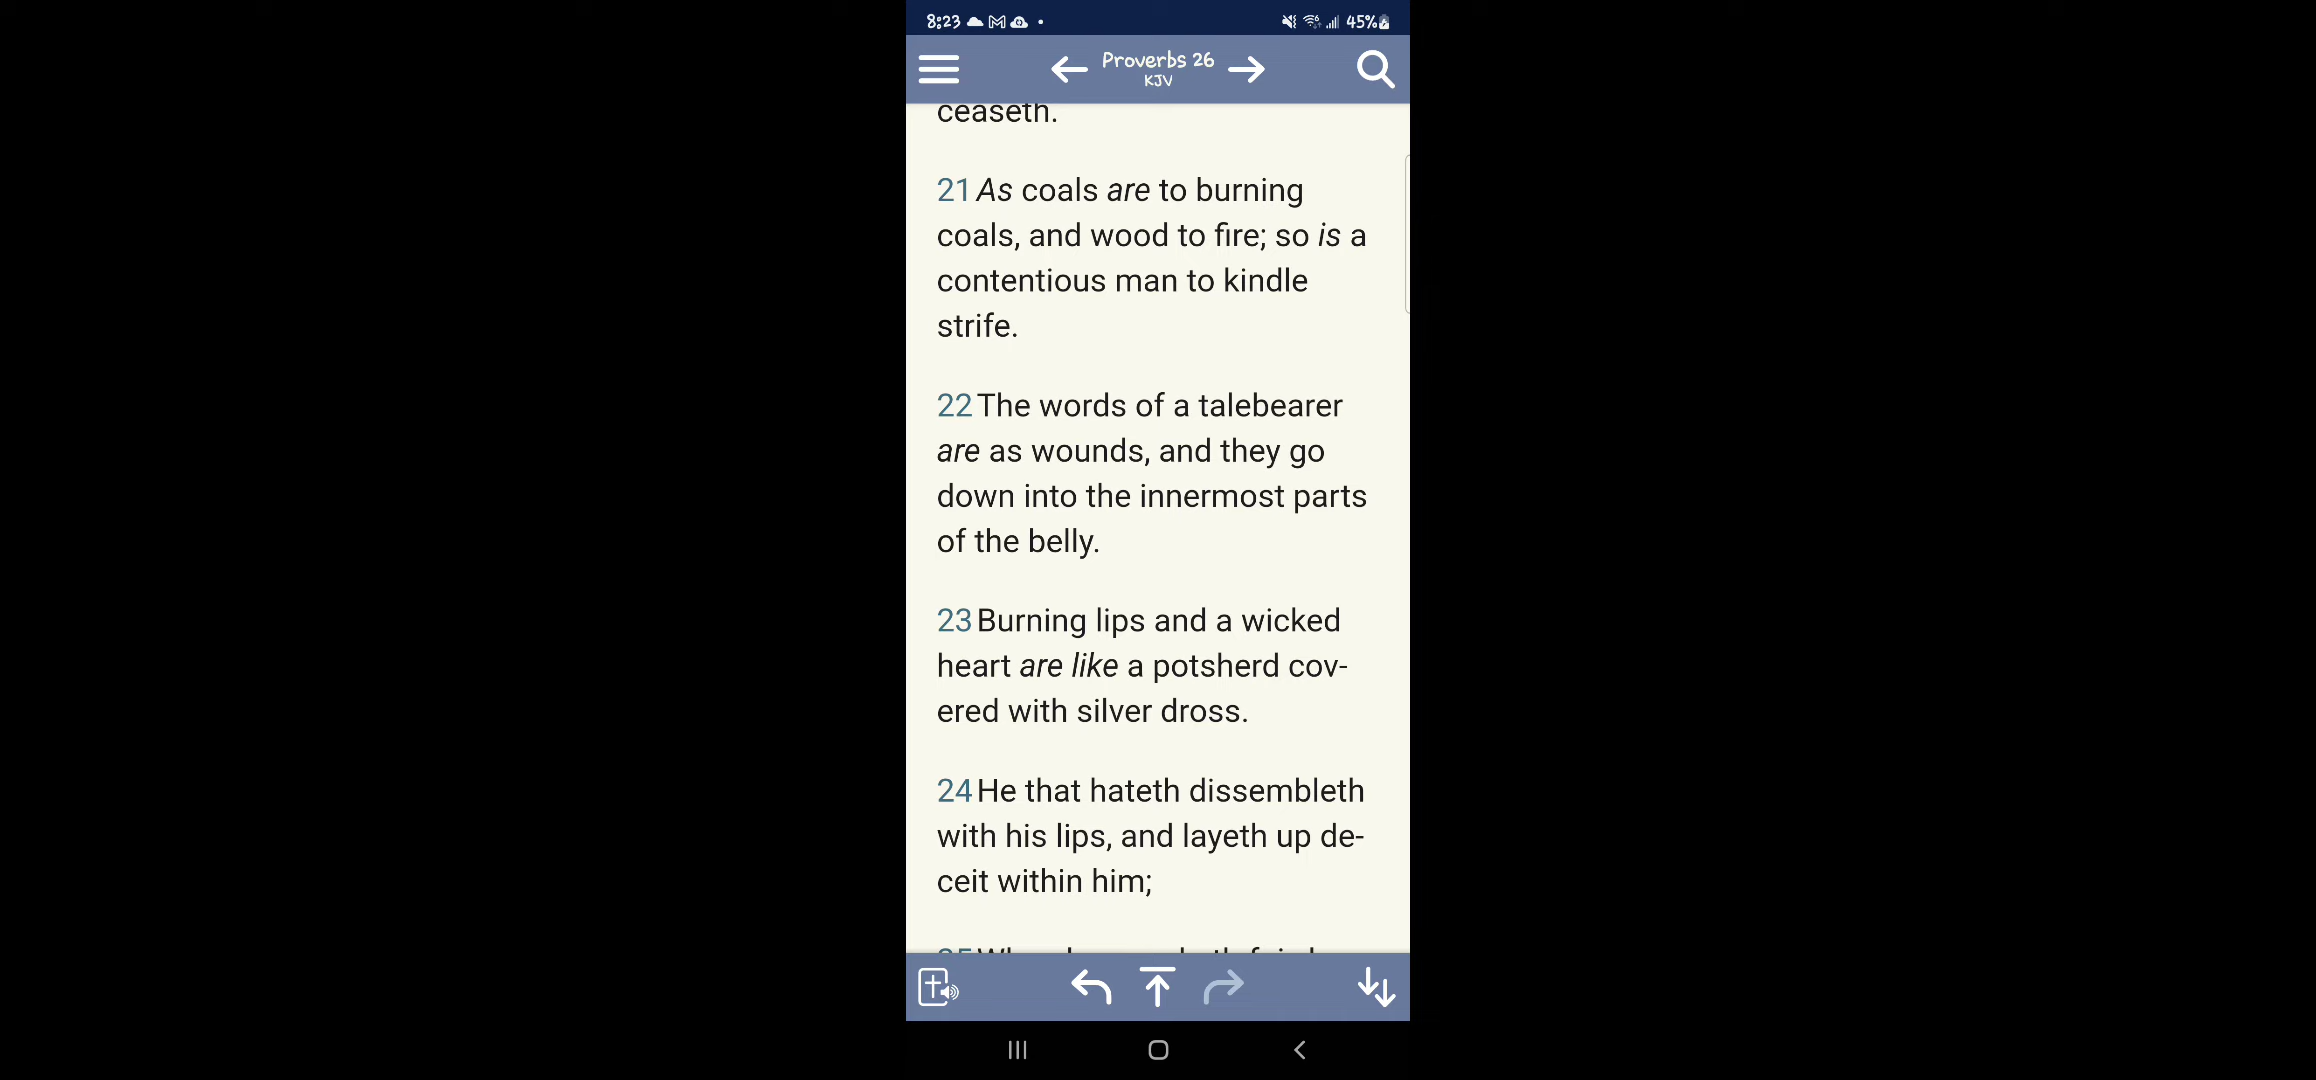 8:23
45%
Proverbs 26
KJV
ceaseth.
21 As coals are to burning
coals, and wood to fire; so is a
contentious man to kindle
strife.
22 The words of a talebearer
are as wounds, and they go
down into the innermost parts
of the belly.
23 Burning lips and a wicked
heart are like a potsherd cov-
ered with silver dross.
24 He that hateth dissembleth
with his lips, and layeth up de-
ceit within him;